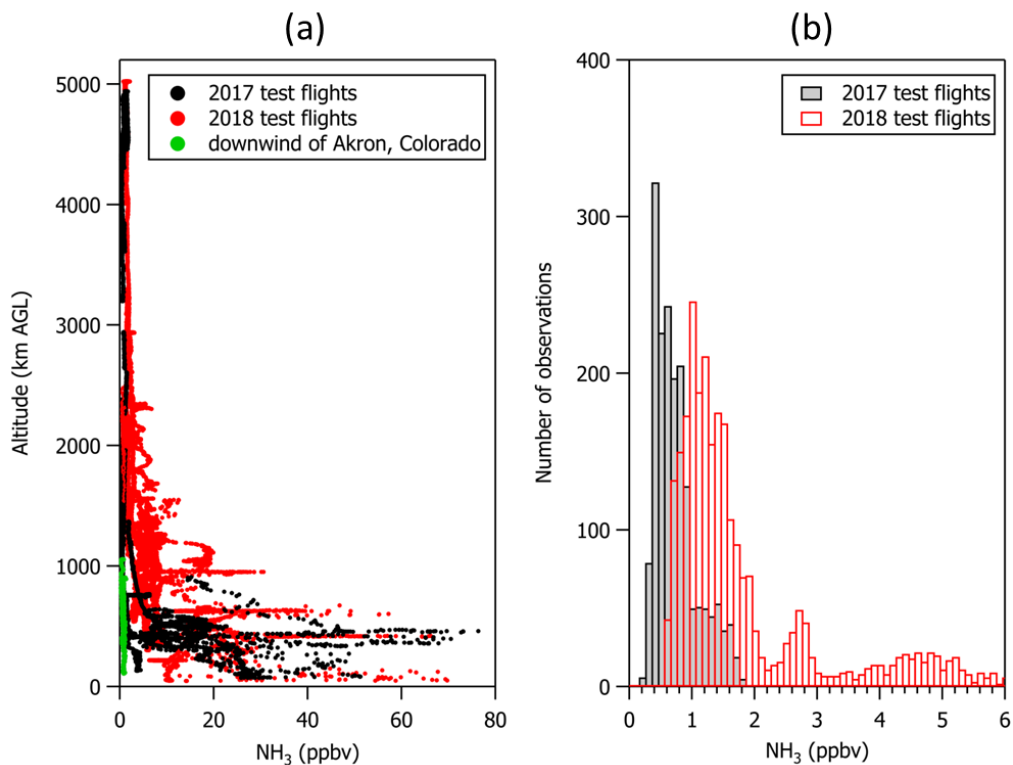 (a)
2017 test flights
2018 test flights
downwind of Akron, Colorado
5000
4000
3000
2000
1000
0
Altitude (km AGL)
0
20
40
60
80
NH3 (ppbv)
(b)
2017 test flights
2018 test flights
400
300
200
100
0
Number of observations
0
1
2
3
4
5
6
NH3 (ppbv)